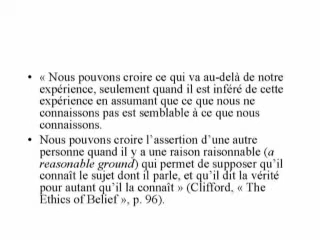 • « Nous pouvons croire ce qui va au-delà de notre
expérience, seulement quand il est inféré de cette
expérience en assumant que ce que nous ne
connaissons pas est semblable à ce que nous
connaissons.
• Nous pouvons croire l'assertion d'une autre
personne quand il y a une raison raisonnable (a
reasonable ground) qui permet de supposer qu'il
connaît le sujet dont il parle, et qu'il dit la vérité
pour autant qu'il la connaît » (Clifford, « The
Ethics of Belief », p. 96).